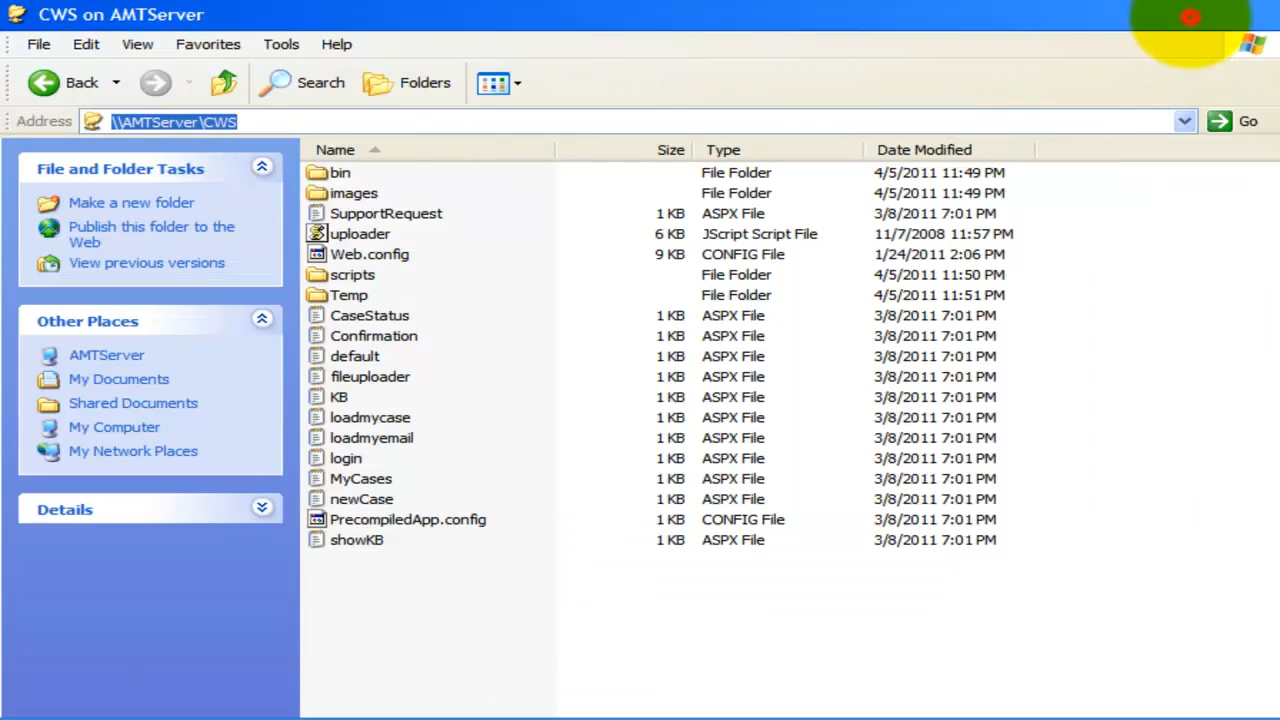 CWS on AMTServer
File Edit View Favorites Tools Help
Back Search Folders
Address \\AMTServer\CWS Go
File and Folder Tasks
Make a new folder
Publish this folder to the
Web
View previous versions
Other Places
AMTServer
My Documents
Shared Documents
My Computer
My Network Places
Details
Name Size Type Date Modified
bin File Folder 4/5/2011 11:49 PM
images File Folder 4/5/2011 11:49 PM
SupportRequest 1 KB ASPX File 3/8/2011 7:01 PM
uploader 6 KB JScript Script File 11/7/2008 11:57 PM
Web.config 9 KB CONFIG File 1/24/2011 2:06 PM
scripts File Folder 4/5/2011 11:50 PM
Temp File Folder 4/5/2011 11:51 PM
CaseStatus 1 KB ASPX File 3/8/2011 7:01 PM
Confirmation 1 KB ASPX File 3/8/2011 7:01 PM
default 1 KB ASPX File 3/8/2011 7:01 PM
fileuploader 1 KB ASPX File 3/8/2011 7:01 PM
KB 1 KB ASPX File 3/8/2011 7:01 PM
loadmycase 1 KB ASPX File 3/8/2011 7:01 PM
loadmyemail 1 KB ASPX File 3/8/2011 7:01 PM
login 1 KB ASPX File 3/8/2011 7:01 PM
MyCases 1 KB ASPX File 3/8/2011 7:01 PM
newCase 1 KB ASPX File 3/8/2011 7:01 PM
PrecompiledApp.config 1 KB CONFIG File 3/8/2011 7:01 PM
showKB 1 KB ASPX File 3/8/2011 7:01 PM